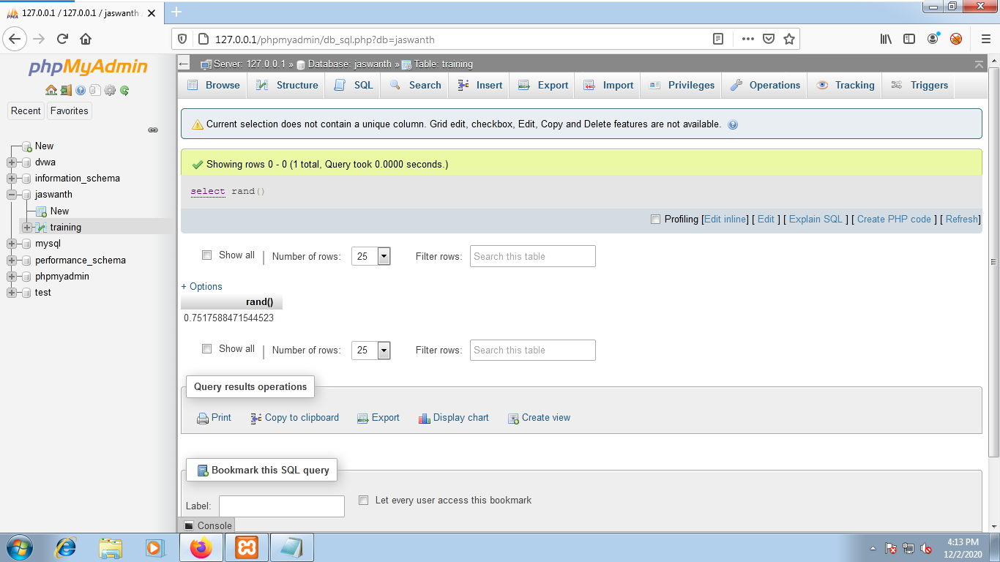 127.0.0.1 / 127.0.0.1 / jaswanth
127.0.0.1/phpmyadmin/db_sql.php?db=jaswanth
phpMyAdmin
Recent Favorites
New
dvwa
information_schema
jaswanth
New
training
mysql
performance_schema
phpmyadmin
test
Server: 127.0.0.1 » Database: jaswanth » Table: training
Browse Structure SQL Search Insert Export Import Privileges Operations Tracking Triggers
Current selection does not contain a unique column. Grid edit, checkbox, Edit, Copy and Delete features are not available.
Showing rows 0 - 0 (1 total, Query took 0.0000 seconds.)
select rand()
Profiling [Edit inline] [ Edit ] [ Explain SQL ] [ Create PHP code ] [ Refresh]
Show all | Number of rows: 25 Filter rows: Search this table
+ Options
rand()
0.7517588471544523
Show all | Number of rows: 25 Filter rows: Search this table
Query results operations
Print Copy to clipboard Export Display chart Create view
Bookmark this SQL query
Label: Let every user access this bookmark
Console
4:13 PM
12/2/2020